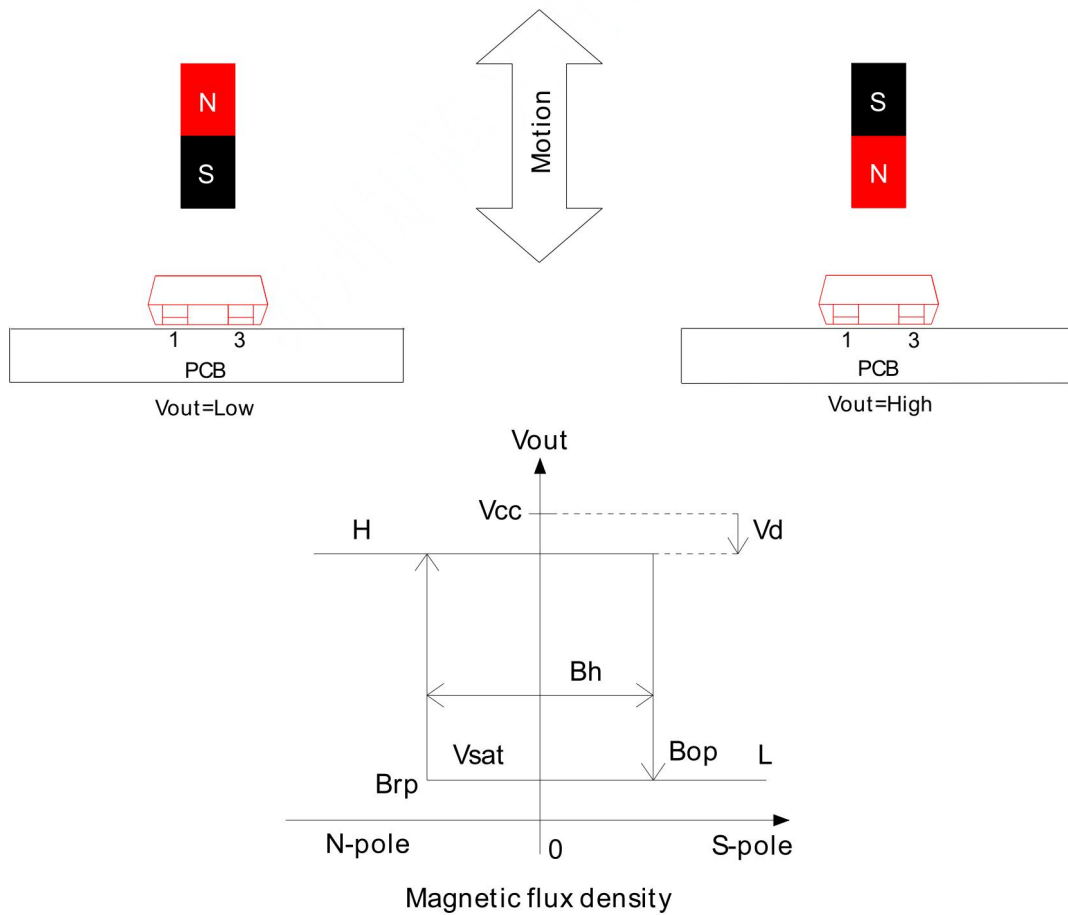 N
S
Motion
S
N
1 3
PCB
Vout=Low
1 3
PCB
Vout=High
Vout
Vcc
H
Vd
Bh
Vsat
Bop
L
Brp
N-pole
0
S-pole
Magnetic flux density